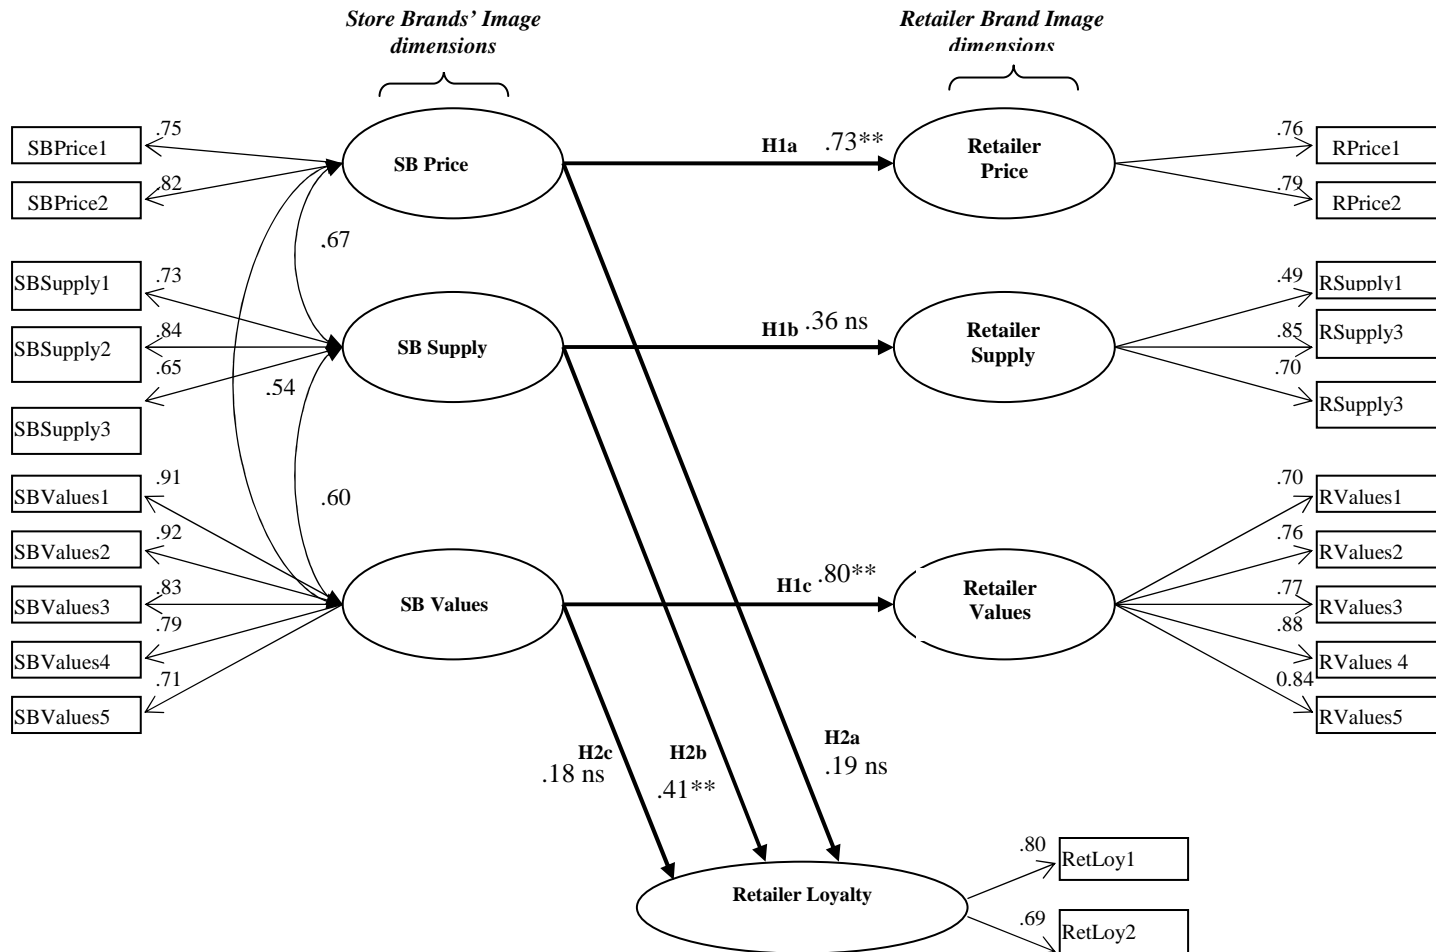 Store Brands’ Image
dimensions
Retailer Brand Image
dimensions
.75
SBPrice1
.82
SBPrice2
SB Price
H1a .73**
Retailer
Price
.76
RPrice1
.79
RPrice2
.67
.73
SBSupply1
.84
SBSupply2
.65
SBSupply3
SB Supply
H1b .36 ns
Retailer
Supply
.49
RSupply1
.85
RSupply3
.70
RSupply3
.54
.60
.91
SBValues1
.92
SBValues2
.83
SBValues3
.79
SBValues4
.71
SBValues5
SB Values
H1c .80**
Retailer
Values
.70
RValues1
.76
RValues2
.77
RValues3
.88
RValues 4
0.84
RValues5
H2c
.18 ns
H2b
.41**
H2a
.19 ns
Retailer Loyalty
.80
RetLoy1
.69
RetLoy2